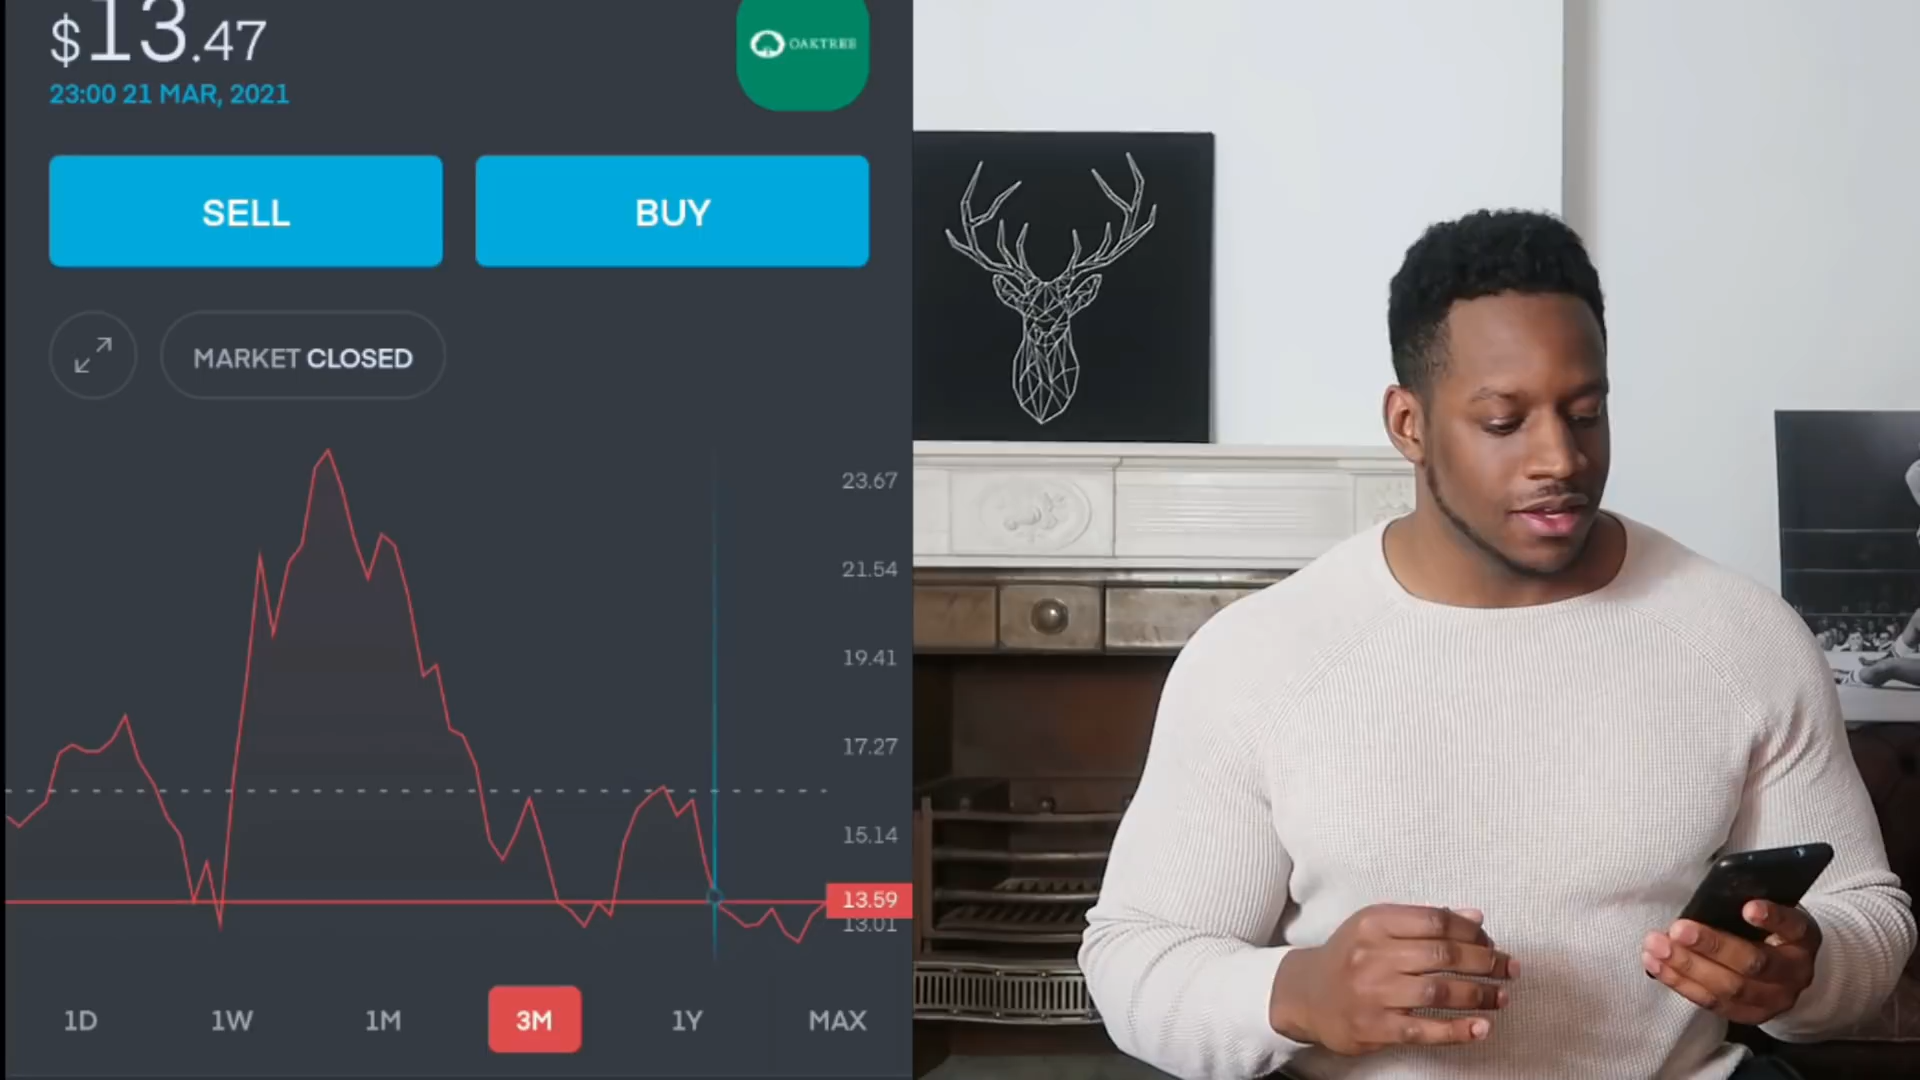 $13.47
OAKTREE
23:00 21 MAR, 2021
SELL
BUY
MARKET CLOSED
23.67
21.54
19.41
17.27
15.14
13.59
13.01
1D
1W
1M
3M
1Y
MAX